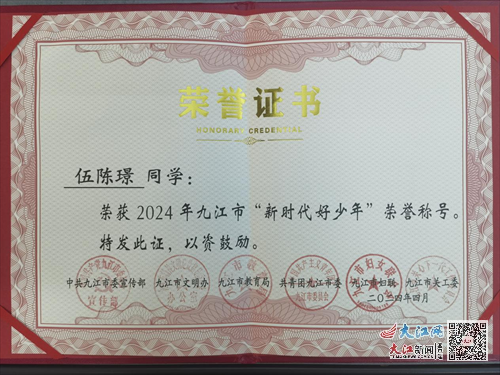 荣誉证书
HONORARY CREDENTIAL
伍陈璟 同学：
荣获2024年九江市“新时代好少年”荣誉称号。
特发此证，以资鼓励。
中共九江市委宣传部 九江市文明办 九江市教育局 共青团九江市委 九江市妇联 九江市关工委
二〇二四年四月
大江网
大江新闻